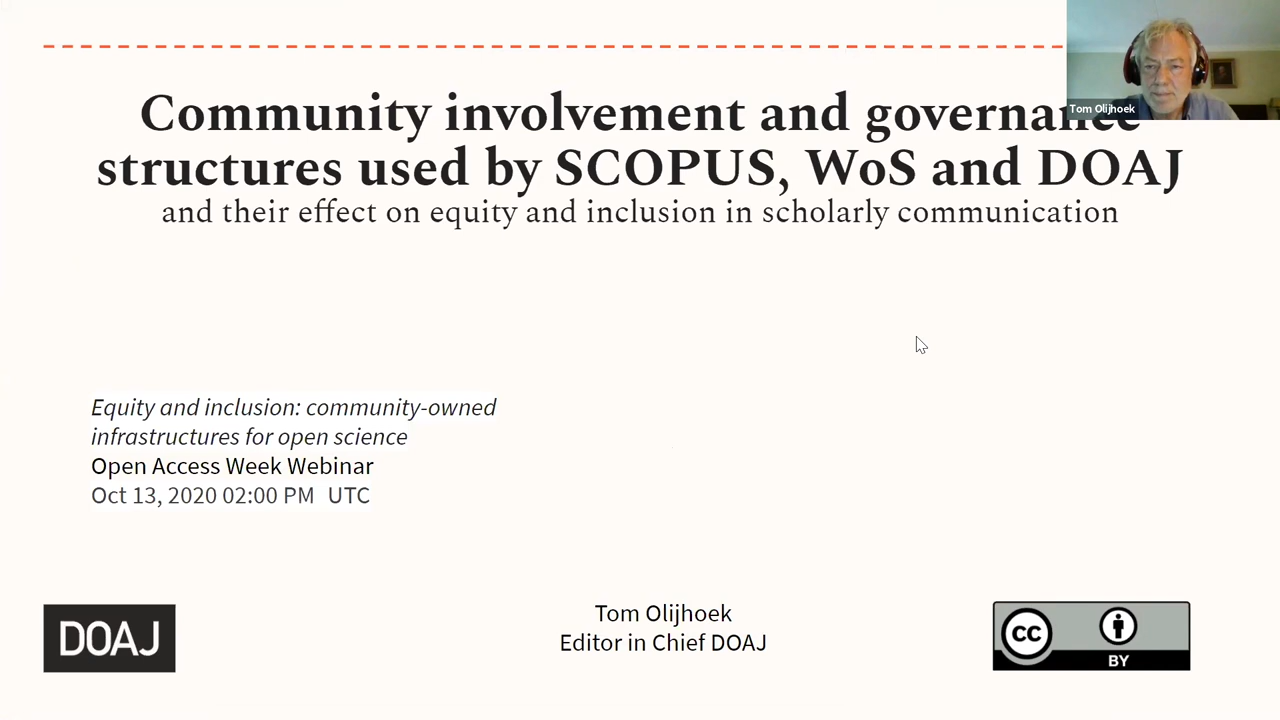 Community involvement and governance
structures used by SCOPUS, WoS and DOAJ
and their effect on equity and inclusion in scholarly communication
Tom Olijhoek
Equity and inclusion: community-owned
infrastructures for open science
Open Access Week Webinar
Oct 13, 2020 02:00 PM UTC
DOAJ
Tom Olijhoek
Editor in Chief DOAJ
CC
BY